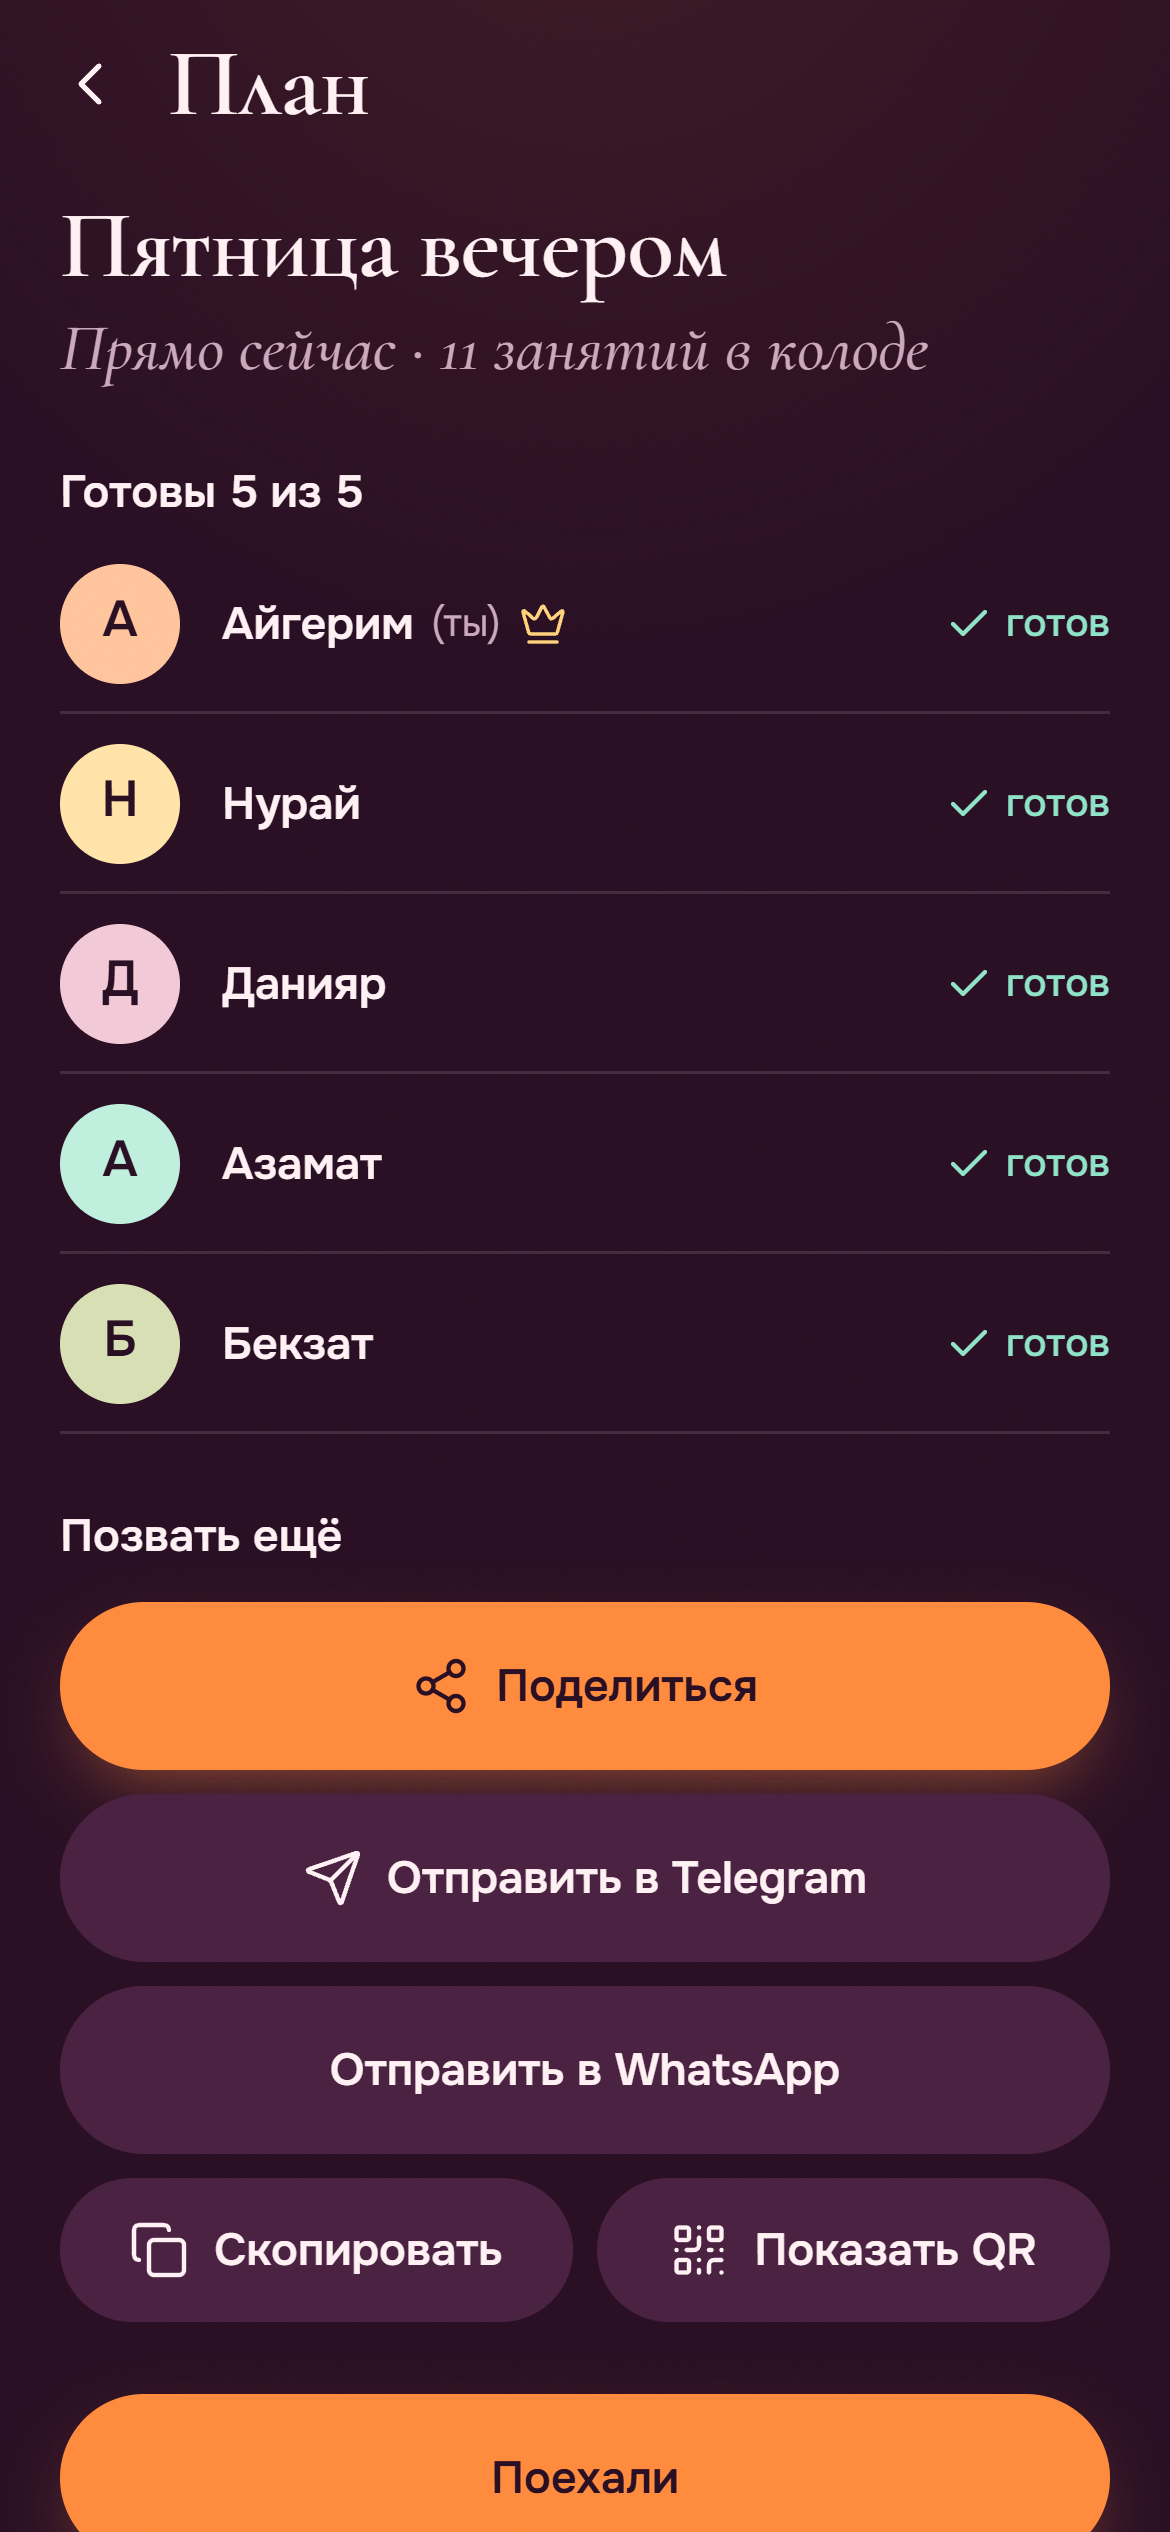 План
Пятница вечером
Прямо сейчас · 11 занятий в колоде
Готовы 5 из 5
А Айгерим (ты) готов
Н Нурай готов
Д Данияр готов
А Азамат готов
Б Бекзат готов
Позвать ещё
Поделиться
Отправить в Telegram
Отправить в WhatsApp
Скопировать Показать QR
Поехали